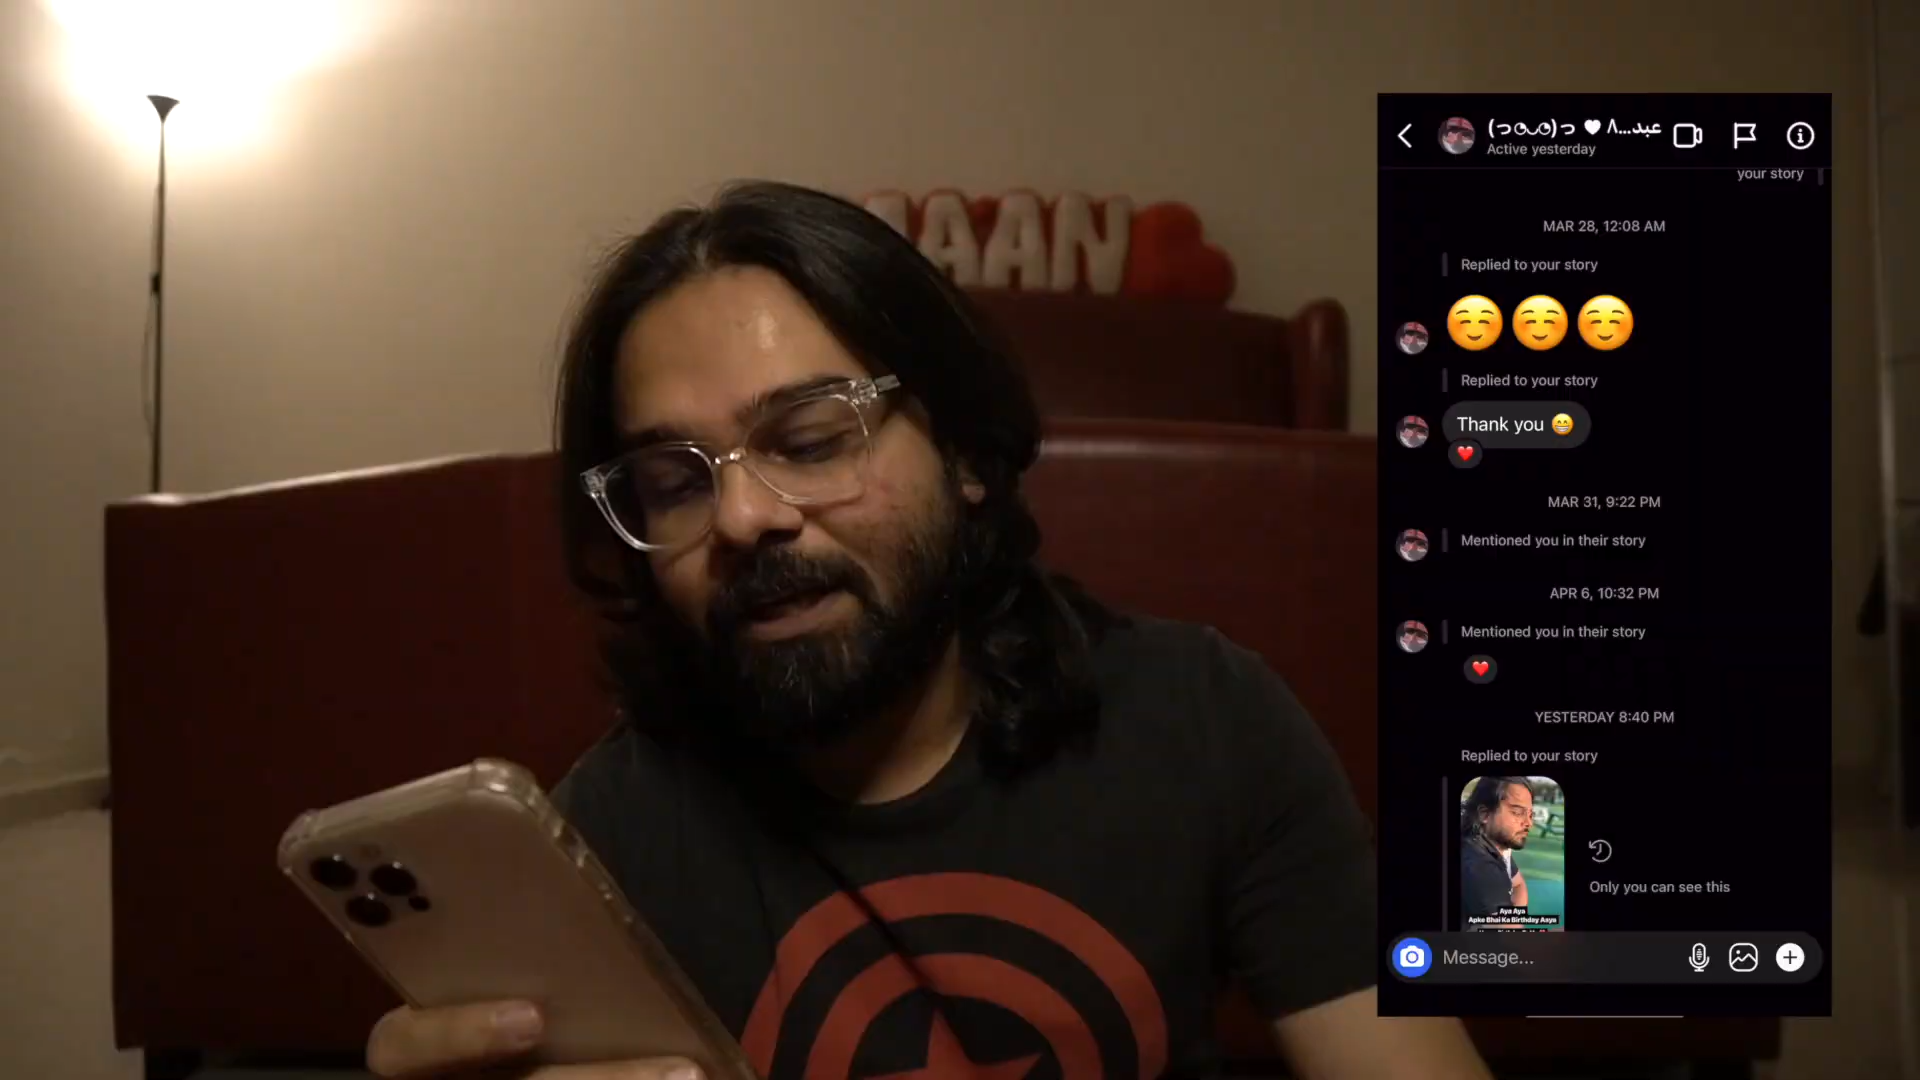 AAN
عبد...٨ ♥ (っ◔◡◔)っ
Active yesterday
your story
MAR 28, 12:08 AM
Replied to your story
☺️☺️☺️
Replied to your story
Thank you 😁
❤️
MAR 31, 9:22 PM
Mentioned you in their story
APR 6, 10:32 PM
Mentioned you in their story
❤️
YESTERDAY 8:40 PM
Replied to your story
Only you can see this
Aya Aya
Apke Bhai Ka Birthday Aaya
Message...